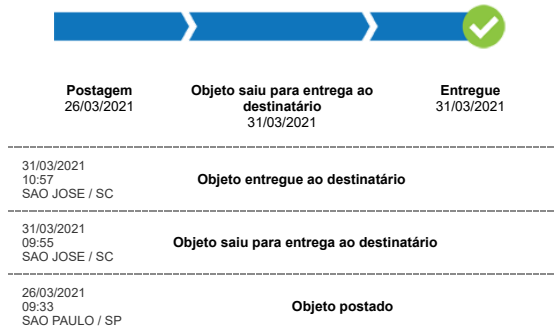 Postagem
26/03/2021
Objeto saiu para entrega ao
destinatário
31/03/2021
Entregue
31/03/2021
31/03/2021
10:57
SAO JOSE / SC
Objeto entregue ao destinatário
31/03/2021
09:55
SAO JOSE / SC
Objeto saiu para entrega ao destinatário
26/03/2021
09:33
SAO PAULO / SP
Objeto postado